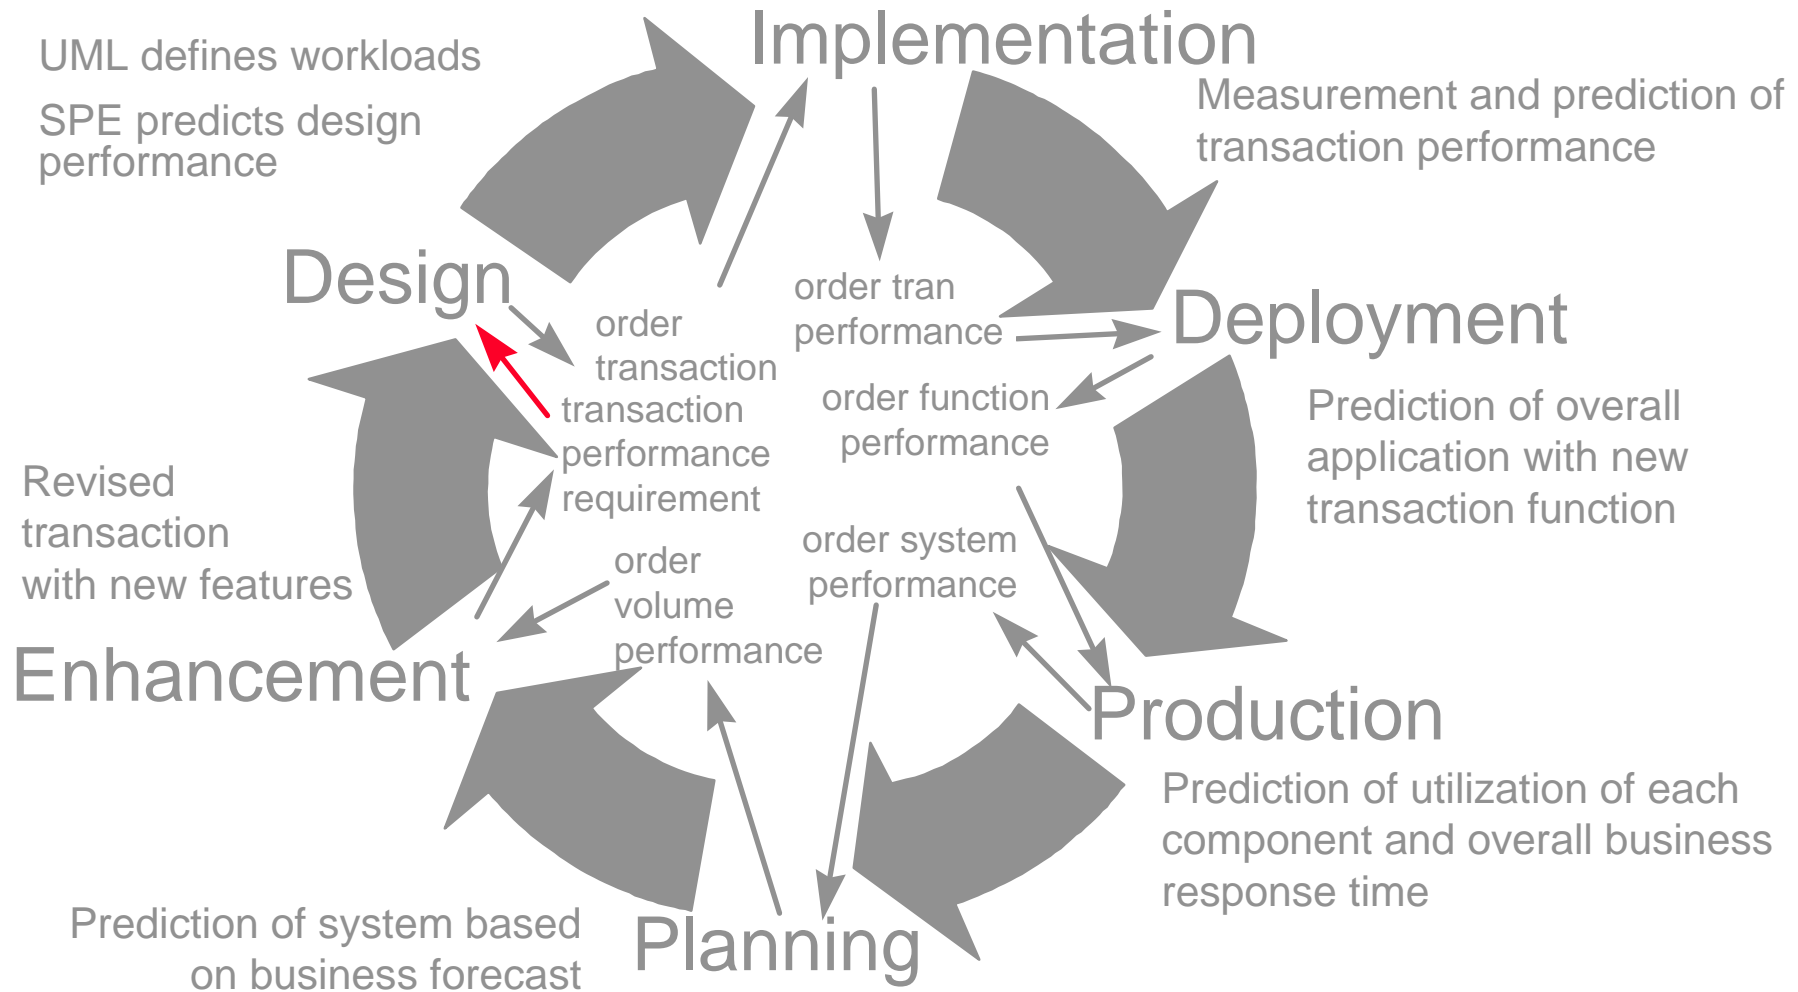 Implementation
UML defines workloads
SPE predicts design
performance
Measurement and prediction of
transaction performance
Design
order tran
performance
Deployment
order
transaction
transaction
performance
requirement
order function
performance
Prediction of overall
application with new
transaction function
Revised
transaction
with new features
order system
performance
order
volume
performance
Enhancement
Production
Prediction of utilization of each
component and overall business
response time
Prediction of system based
on business forecast
Planning